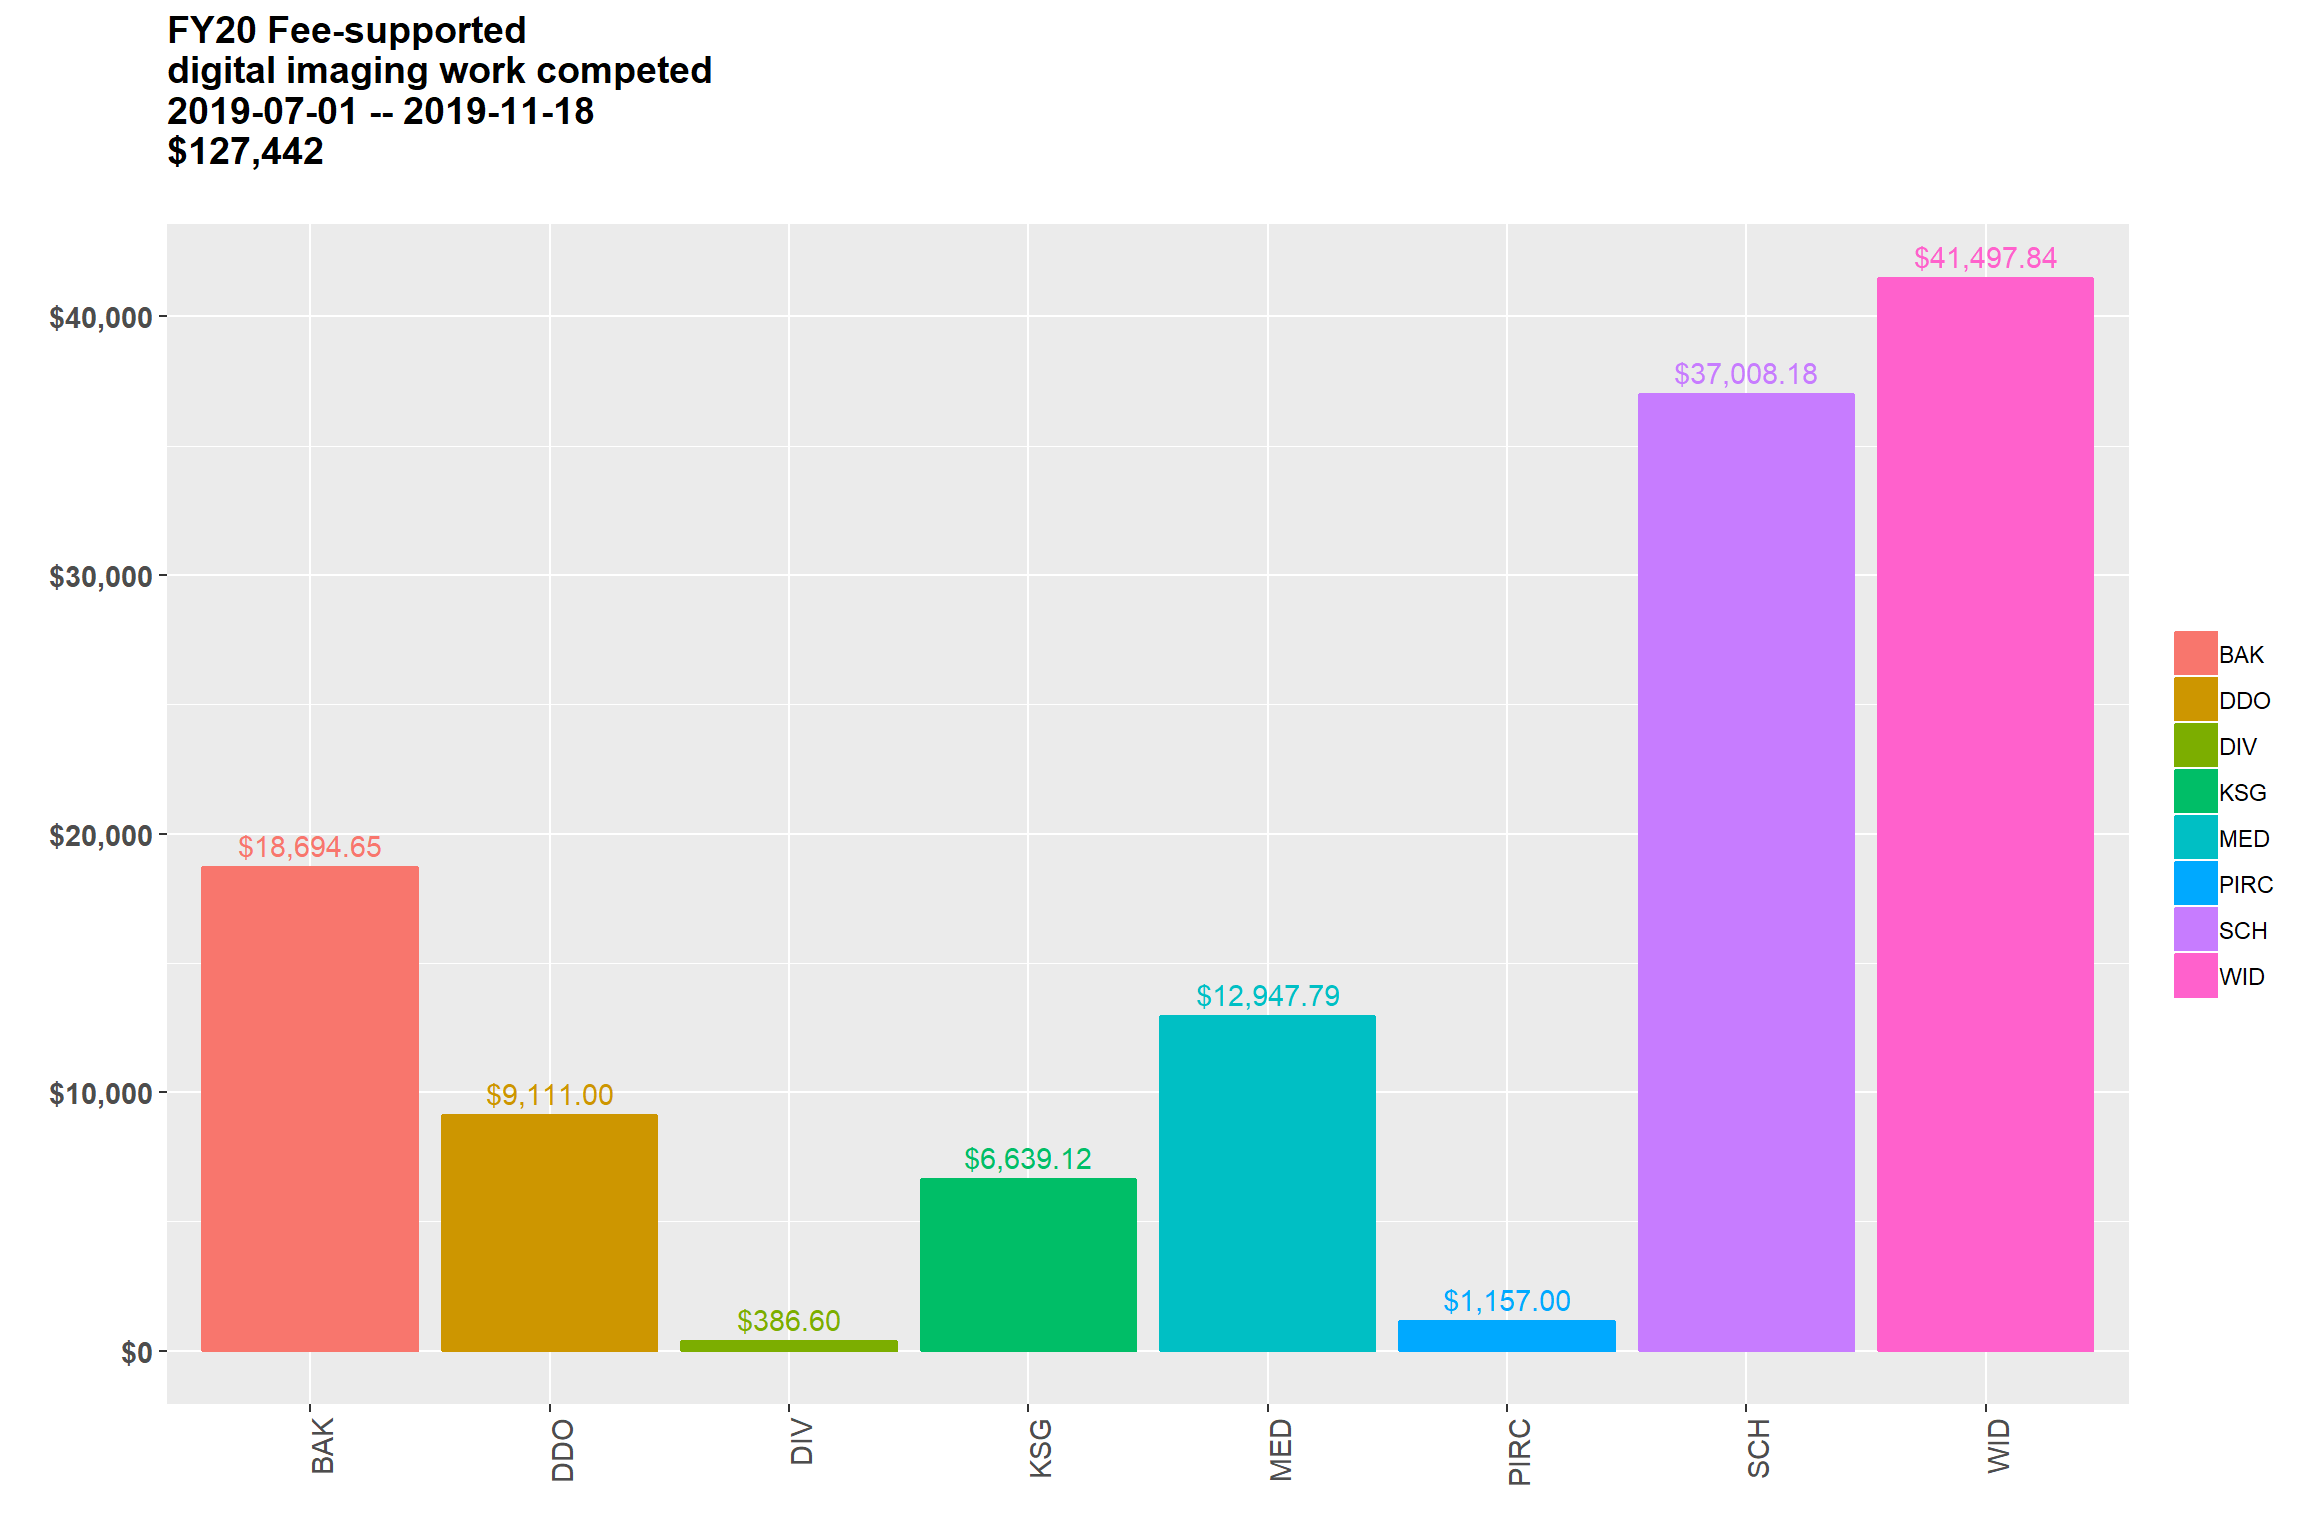 FY20 Fee-supported
digital imaging work competed
2019-07-01 -- 2019-11-18
$127,442
$40,000
$30,000
$20,000
$10,000
$0
$18,694.65
$9,111.00
$386.60
$6,639.12
$12,947.79
$1,157.00
$37,008.18
$41,497.84
BAK
DDO
DIV
KSG
MED
PIRC
SCH
WID
BAK
DDO
DIV
KSG
MED
PIRC
SCH
WID